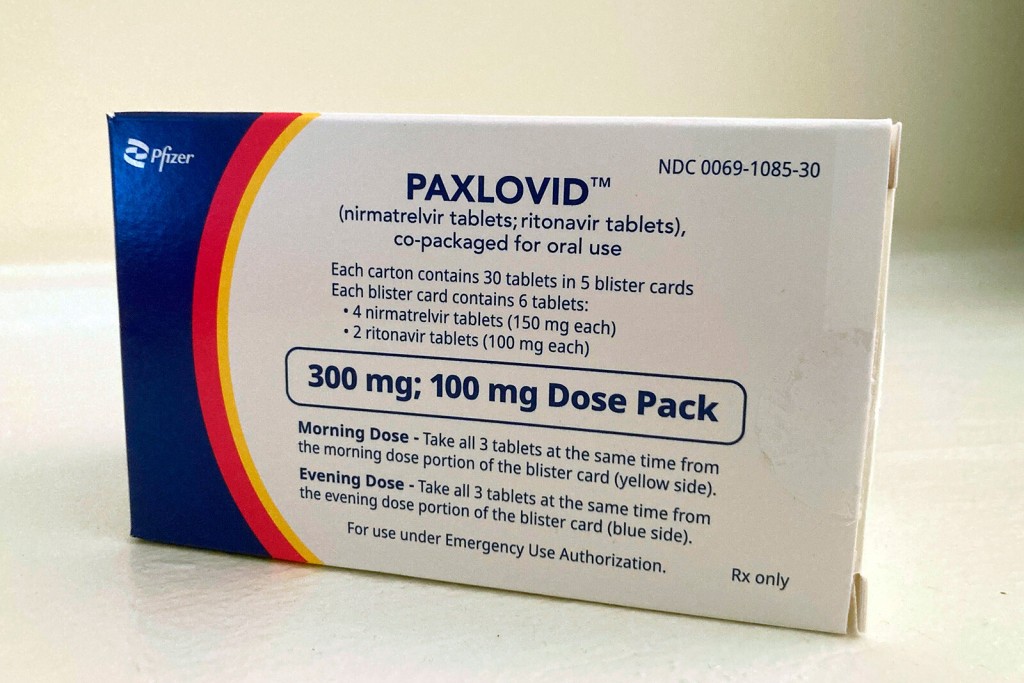 Pfizer
NDC 0069-1085-30
PAXLOVID™
(nirmatrelvir tablets; ritonavir tablets),
co-packaged for oral use
Each carton contains 30 tablets in 5 blister cards
Each blister card contains 6 tablets:
• 4 nirmatrelvir tablets (150 mg each)
• 2 ritonavir tablets (100 mg each)
300 mg; 100 mg Dose Pack
Morning Dose - Take all 3 tablets at the same time from
the morning dose portion of the blister card (yellow side).
Evening Dose - Take all 3 tablets at the same time from
the evening dose portion of the blister card (blue side).
For use under Emergency Use Authorization.
Rx only